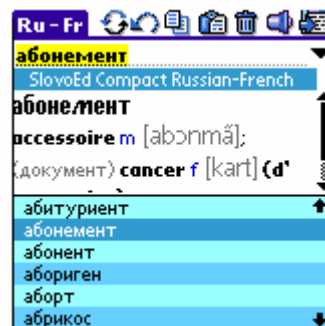 Ru-Fr
абонемент
SlovoEd Compact Russian-French
абонемент
accessoire m [abɔnmɑ̃];
(документ) cancer f [kart] (d'
абитуриент
абонемент
абонент
абориген
аборт
абрикос